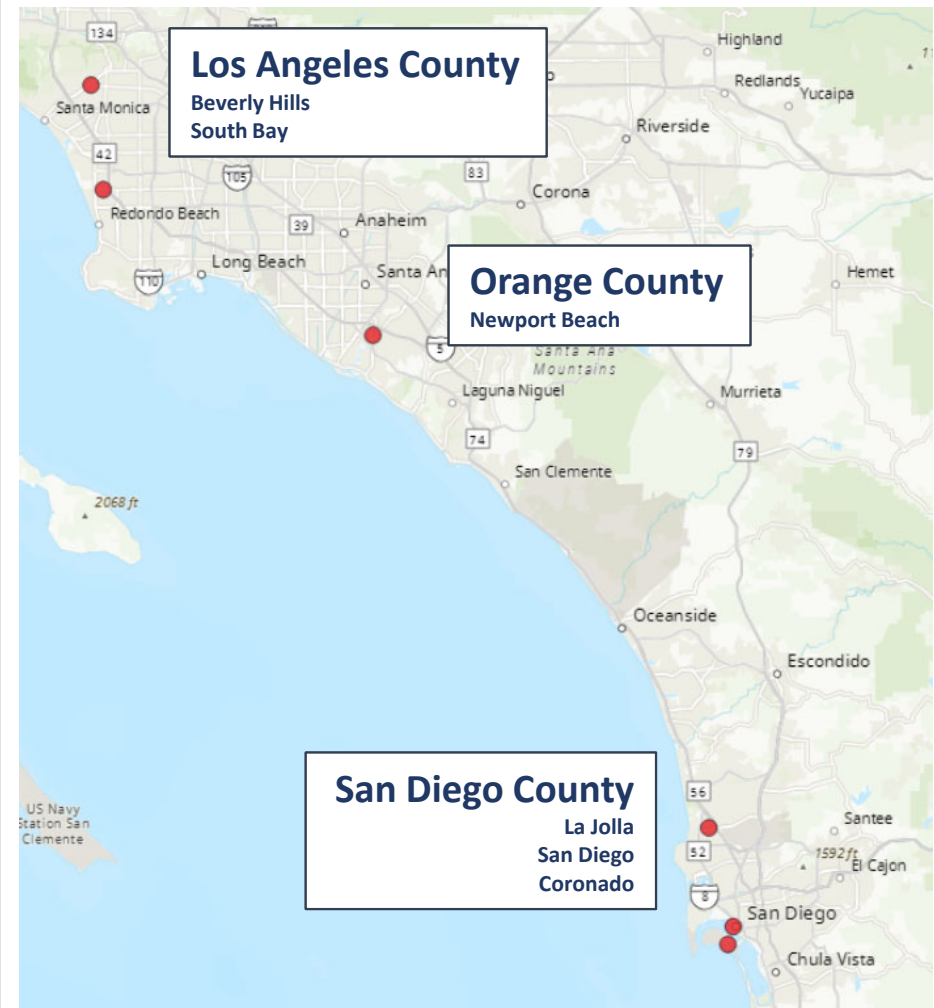 134
Highland
11
Los Angeles County
Beverly Hills
South Bay
Redlands
Yucaipa
Santa Monica
Riverside
42
105
83
Corona
Redondo Beach
39
Anaheim
Long Beach
110
Santa An
Hemet
Orange County
Newport Beach
5
Santa Ana
Mountains
Laguna Niguel
Murrieta
74
79
San Clemente
2068 ft
Oceanside
Escondido
San Diego County
La Jolla
San Diego
Coronado
56
US Navy
Station San
Clemente
Santee
52
1592 ft
El Cajon
8
San Diego
Chula Vista